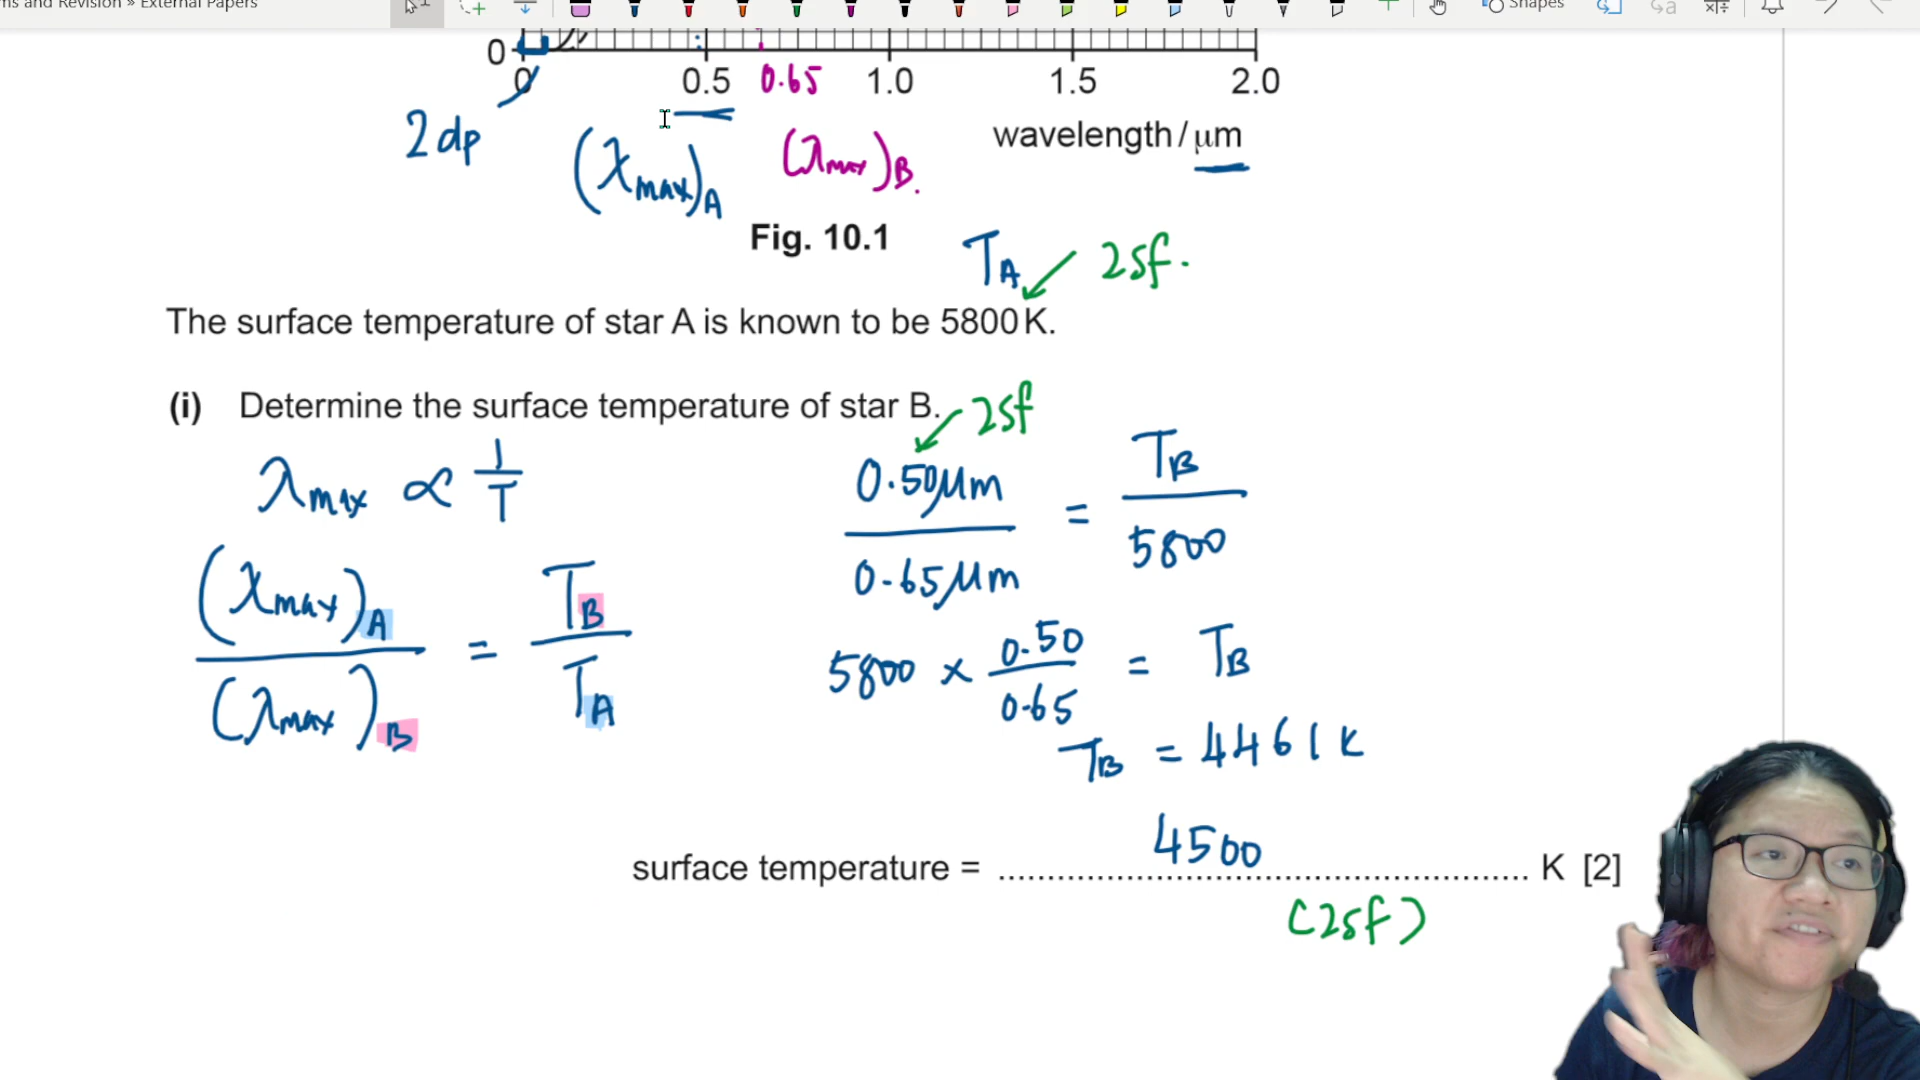 ms and Revision » External Papers
Shapes
0
0 0.5 0.65 1.0 1.5 2.0
2dp
(λmax)A (λmax)B.
wavelength/μm
Fig. 10.1
TA 2sf.
The surface temperature of star A is known to be 5800K.
(i) Determine the surface temperature of star B.
2sf
λmax ∝ 1/T
0.50μm / 0.65μm = TB / 5800
(λmax)A / (λmax)B = TB / TA
5800 × 0.50 / 0.65 = TB
TB = 4461 K
4500
surface temperature = ...................................................... K [2]
(2sf)